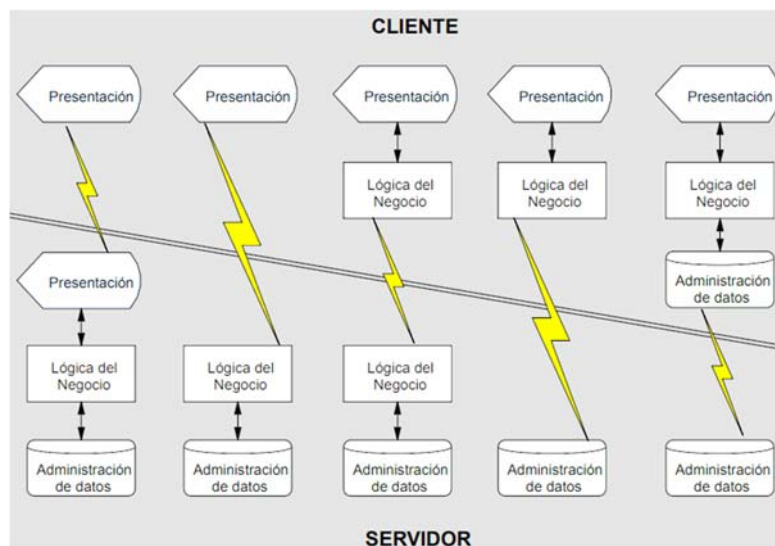 CLIENTE
Presentación
Presentación
Presentación
Presentación
Presentación
Lógica del
Negocio
Lógica del
Negocio
Lógica del
Negocio
Presentación
Administración
de datos
Lógica del
Negocio
Lógica del
Negocio
Lógica del
Negocio
Administración
de datos
Administración
de datos
Administración
de datos
Administración
de datos
Administración
de datos
SERVIDOR